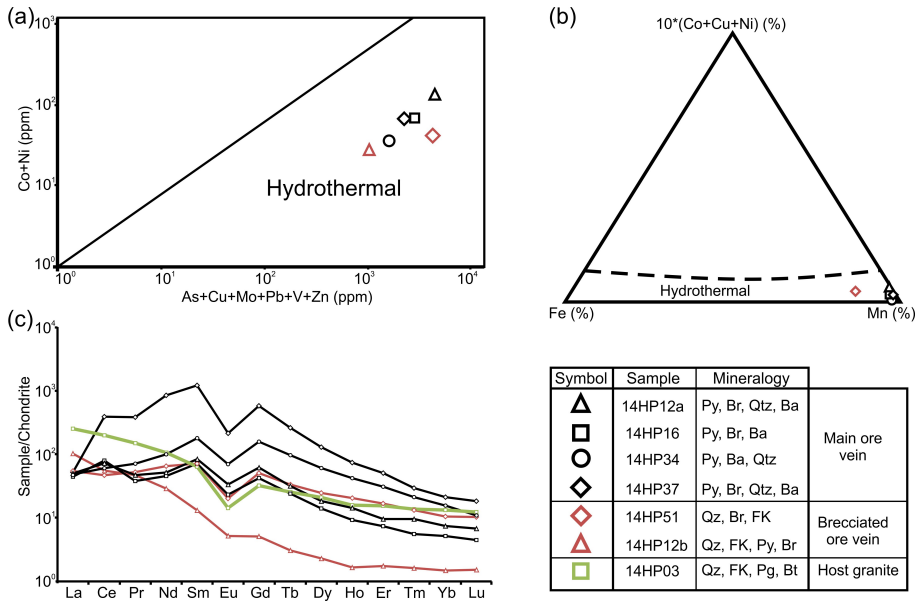 (a)
Co+Ni (ppm)
10³
10²
10¹
10⁰
Hydrothermal
10⁰ 10¹ 10² 10³ 10⁴
As+Cu+Mo+Pb+V+Zn (ppm)
(b)
10*(Co+Cu+Ni) (%)
Hydrothermal
Fe (%) Mn (%)
(c)
Sample/Chondrite
10⁴
10³
10²
10¹
10⁰
La Ce Pr Nd Sm Eu Gd Tb Dy Ho Er Tm Yb Lu
Symbol Sample Mineralogy
14HP12a Py, Br, Qtz, Ba
14HP16 Py, Br, Ba
14HP34 Py, Ba, Qtz
14HP37 Py, Br, Qtz, Ba
Main ore
vein
14HP51 Qz, Br, FK
14HP12b Qz, FK, Py, Br
Brecciated
ore vein
14HP03 Qz, FK, Pg, Bt Host granite